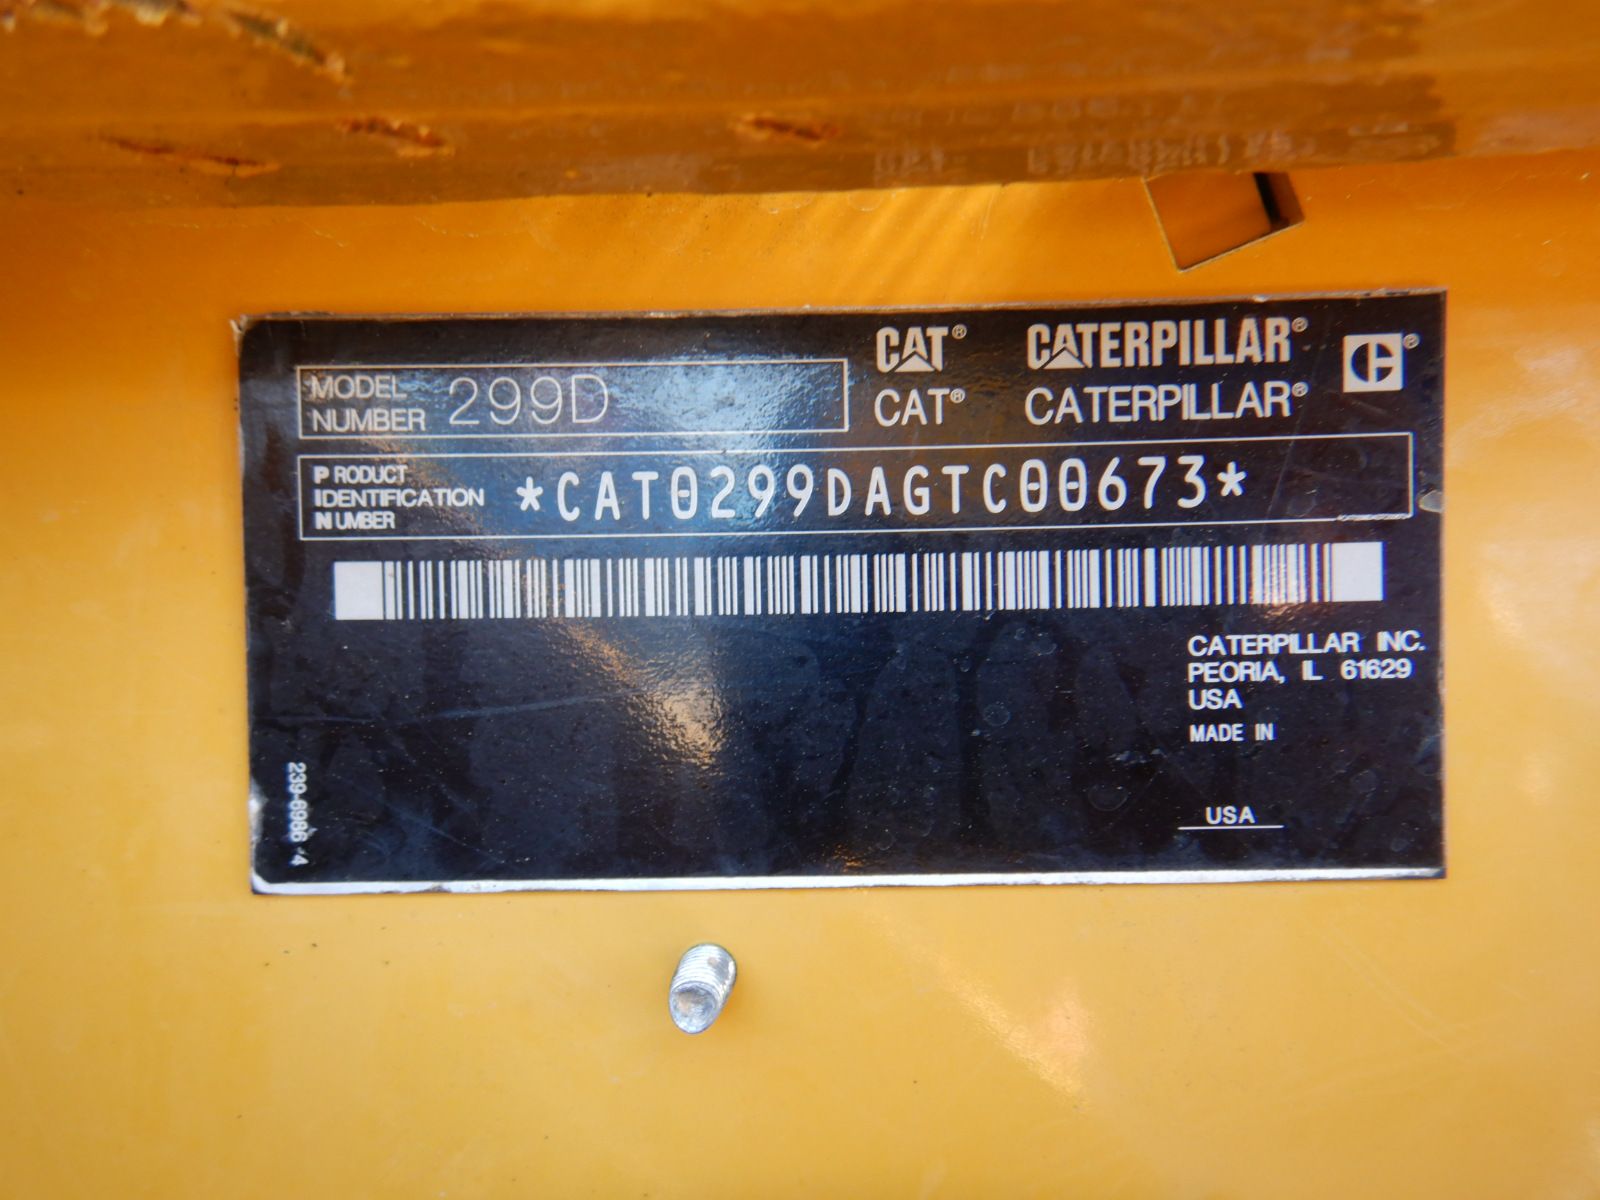 CAT® CATERPILLAR®
CAT® CATERPILLAR®
MODEL NUMBER 299D
PRODUCT IDENTIFICATION NUMBER *CAT0299DAGTC00673*
CATERPILLAR INC.
PEORIA, IL 61629
USA
MADE IN
USA
239-6986 4